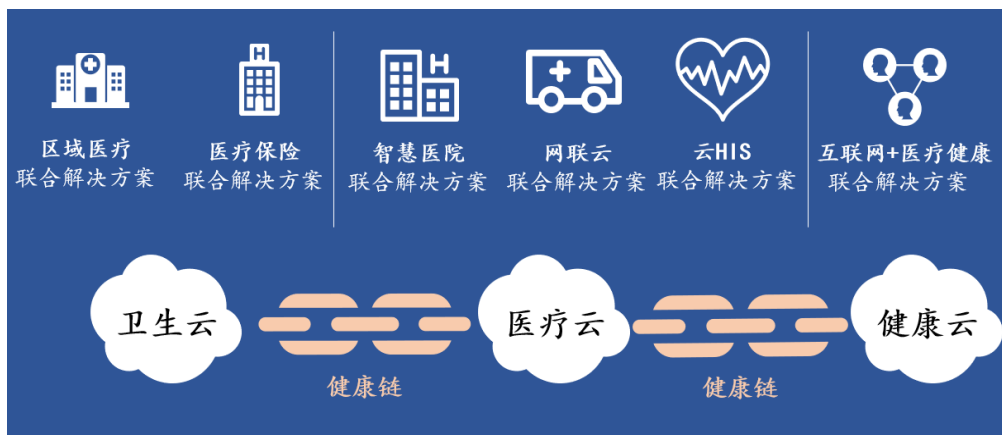 H
H
H
区域医疗
联合解决方案
医疗保险
联合解决方案
智慧医院
联合解决方案
网联云
联合解决方案
云HIS
联合解决方案
互联网+医疗健康
联合解决方案
卫生云
健康链
医疗云
健康链
健康云